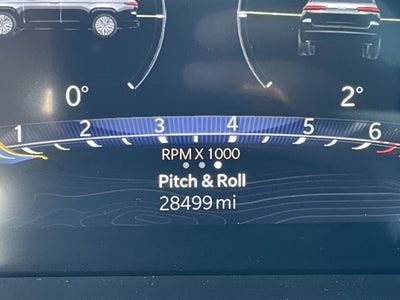 0° 2°
1 2 3 4 5 6
RPM X 1000
Pitch & Roll
28499 mi